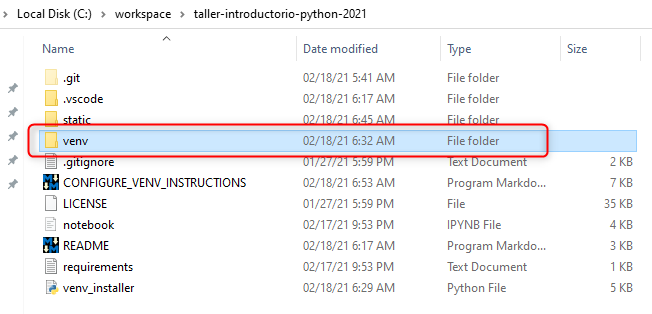 Local Disk (C:) > workspace > taller-introductorio-python-2021
Name Date modified Type Size
.git 02/18/21 5:41 AM File folder
.vscode 02/18/21 6:17 AM File folder
static 02/18/21 6:45 AM File folder
venv 02/18/21 6:32 AM File folder
.gitignore 01/27/21 5:59 PM Text Document 2 KB
CONFIGURE_VENV_INSTRUCTIONS 02/18/21 6:53 AM Program Markdo... 7 KB
LICENSE 01/27/21 5:59 PM File 35 KB
notebook 02/17/21 9:53 PM IPYNB File 4 KB
README 02/18/21 6:17 AM Program Markdo... 3 KB
requirements 02/17/21 9:53 PM Text Document 1 KB
venv_installer 02/18/21 6:29 AM Python File 5 KB